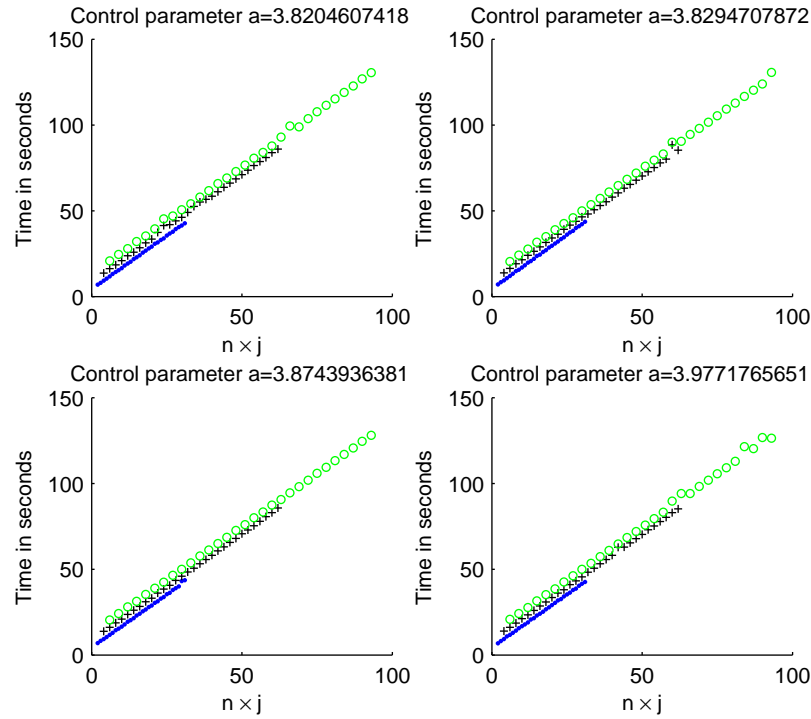 Control parameter a=3.8204607418
150
100
50
0
Time in seconds
0
50
100
n × j
Control parameter a=3.8294707872
150
100
50
0
Time in seconds
0
50
100
n × j
Control parameter a=3.8743936381
150
100
50
0
Time in seconds
0
50
100
n × j
Control parameter a=3.9771765651
150
100
50
0
Time in seconds
0
50
100
n × j